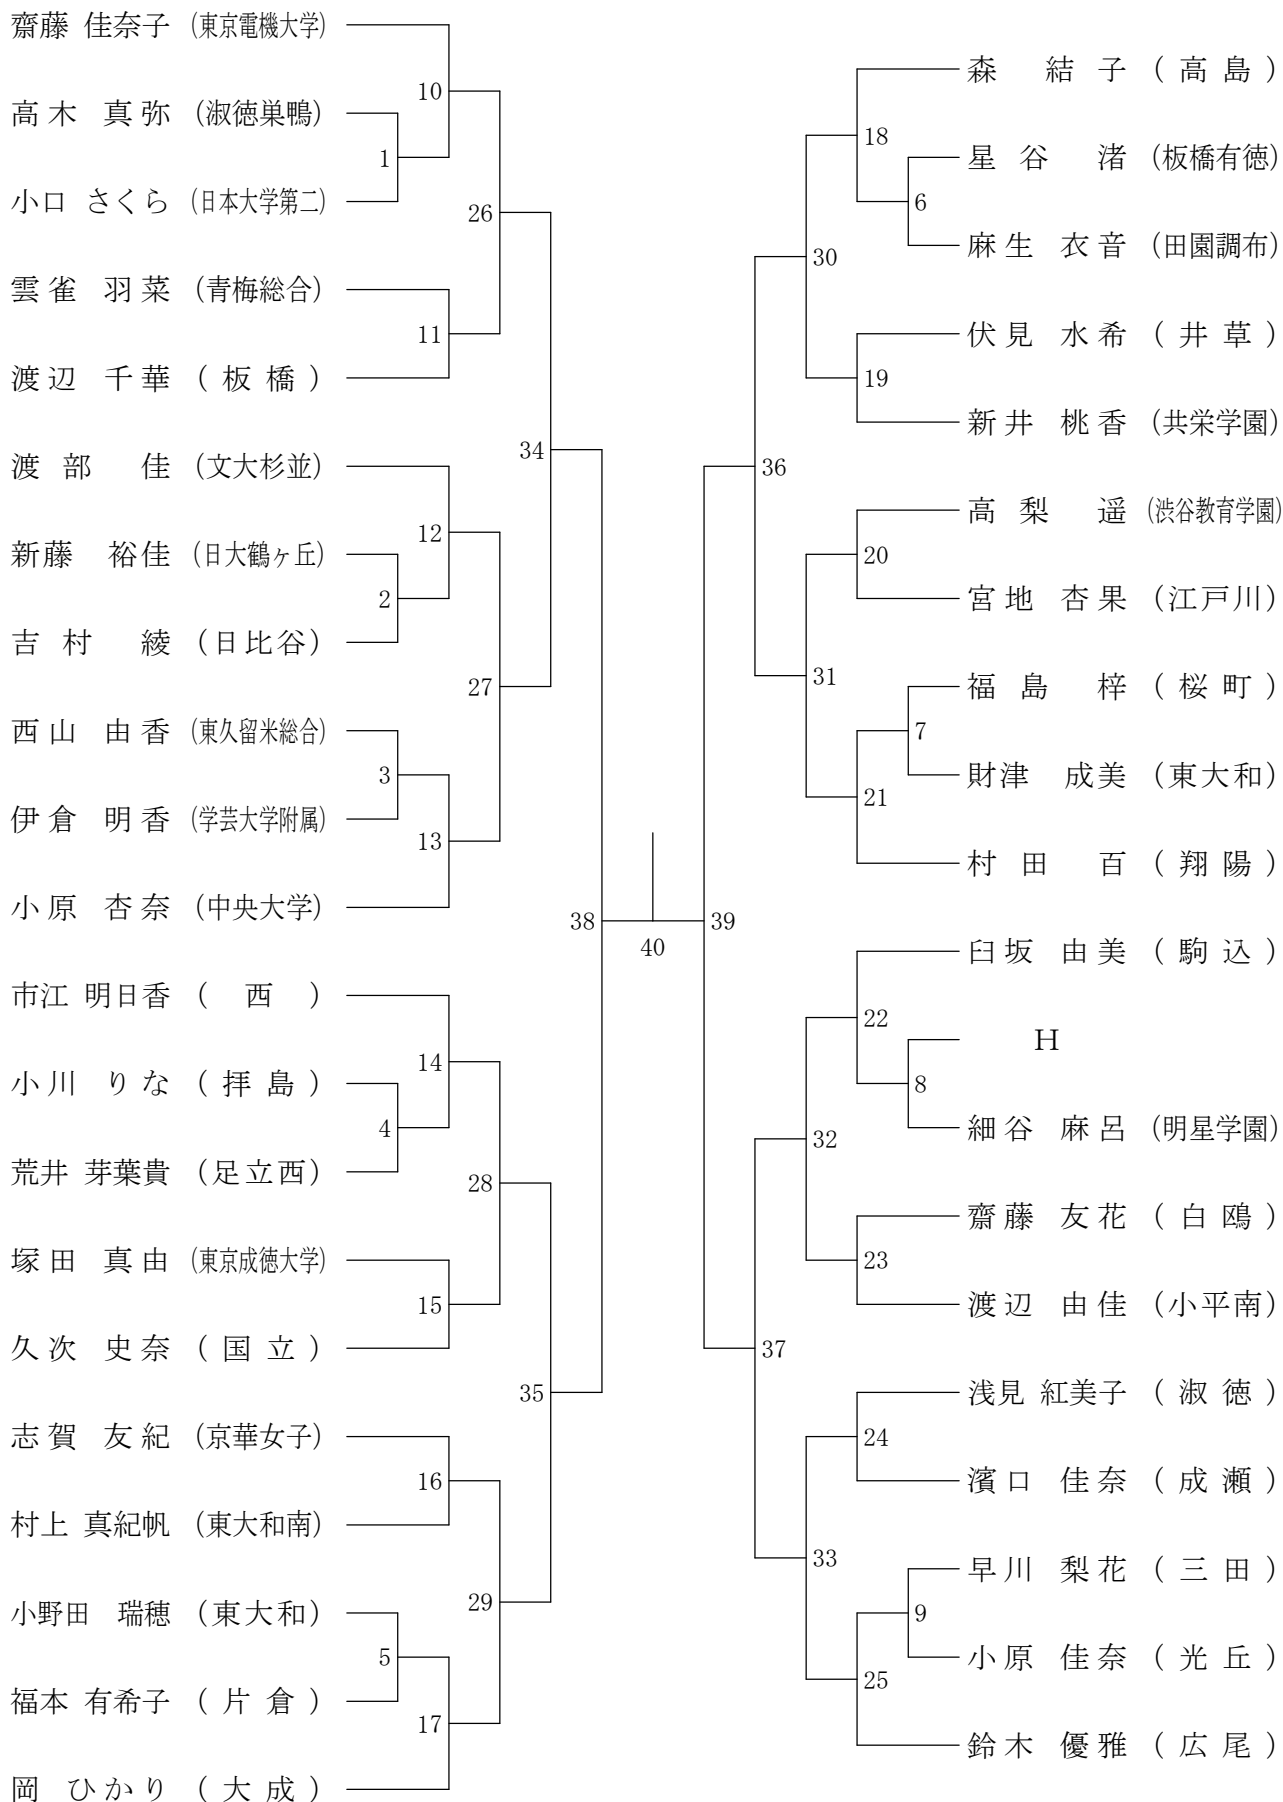 齋藤 佳奈子 (東京電機大学)
高木 真弥 (淑徳巣鴨)
小口 さくら (日本大学第二)
雲雀 羽菜 (青梅総合)
渡辺 千華 (板橋)
渡部 佳 (文大杉並)
新藤 裕佳 (日大鶴ヶ丘)
吉村 綾 (日比谷)
西山 由香 (東久留米総合)
伊倉 明香 (学芸大学附属)
小原 杏奈 (中央大学)
市江 明日香 (西)
小川 りな (拝島)
荒井 芽葉貴 (足立西)
塚田 真由 (東京成徳大学)
久次 史奈 (国立)
志賀 友紀 (京華女子)
村上 真紀帆 (東大和南)
小野田 瑞穂 (東大和)
福本 有希子 (片倉)
岡 ひかり (大成)
1
2
3
4
5
10
11
12
13
14
15
16
17
26
27
28
29
34
35
38
40
39
36
37
30
31
32
33
18
19
20
21
22
23
24
25
6
7
8
9
森 結子 (高島)
星谷 渚 (板橋有徳)
麻生 衣音 (田園調布)
伏見 水希 (井草)
新井 桃香 (共栄学園)
高梨 遥 (渋谷教育学園)
宮地 杏果 (江戸川)
福島 梓 (桜町)
財津 成美 (東大和)
村田 百 (翔陽)
臼坂 由美 (駒込)
H
細谷 麻呂 (明星学園)
齋藤 友花 (白鴎)
渡辺 由佳 (小平南)
浅見 紅美子 (淑徳)
濱口 佳奈 (成瀬)
早川 梨花 (三田)
小原 佳奈 (光丘)
鈴木 優雅 (広尾)